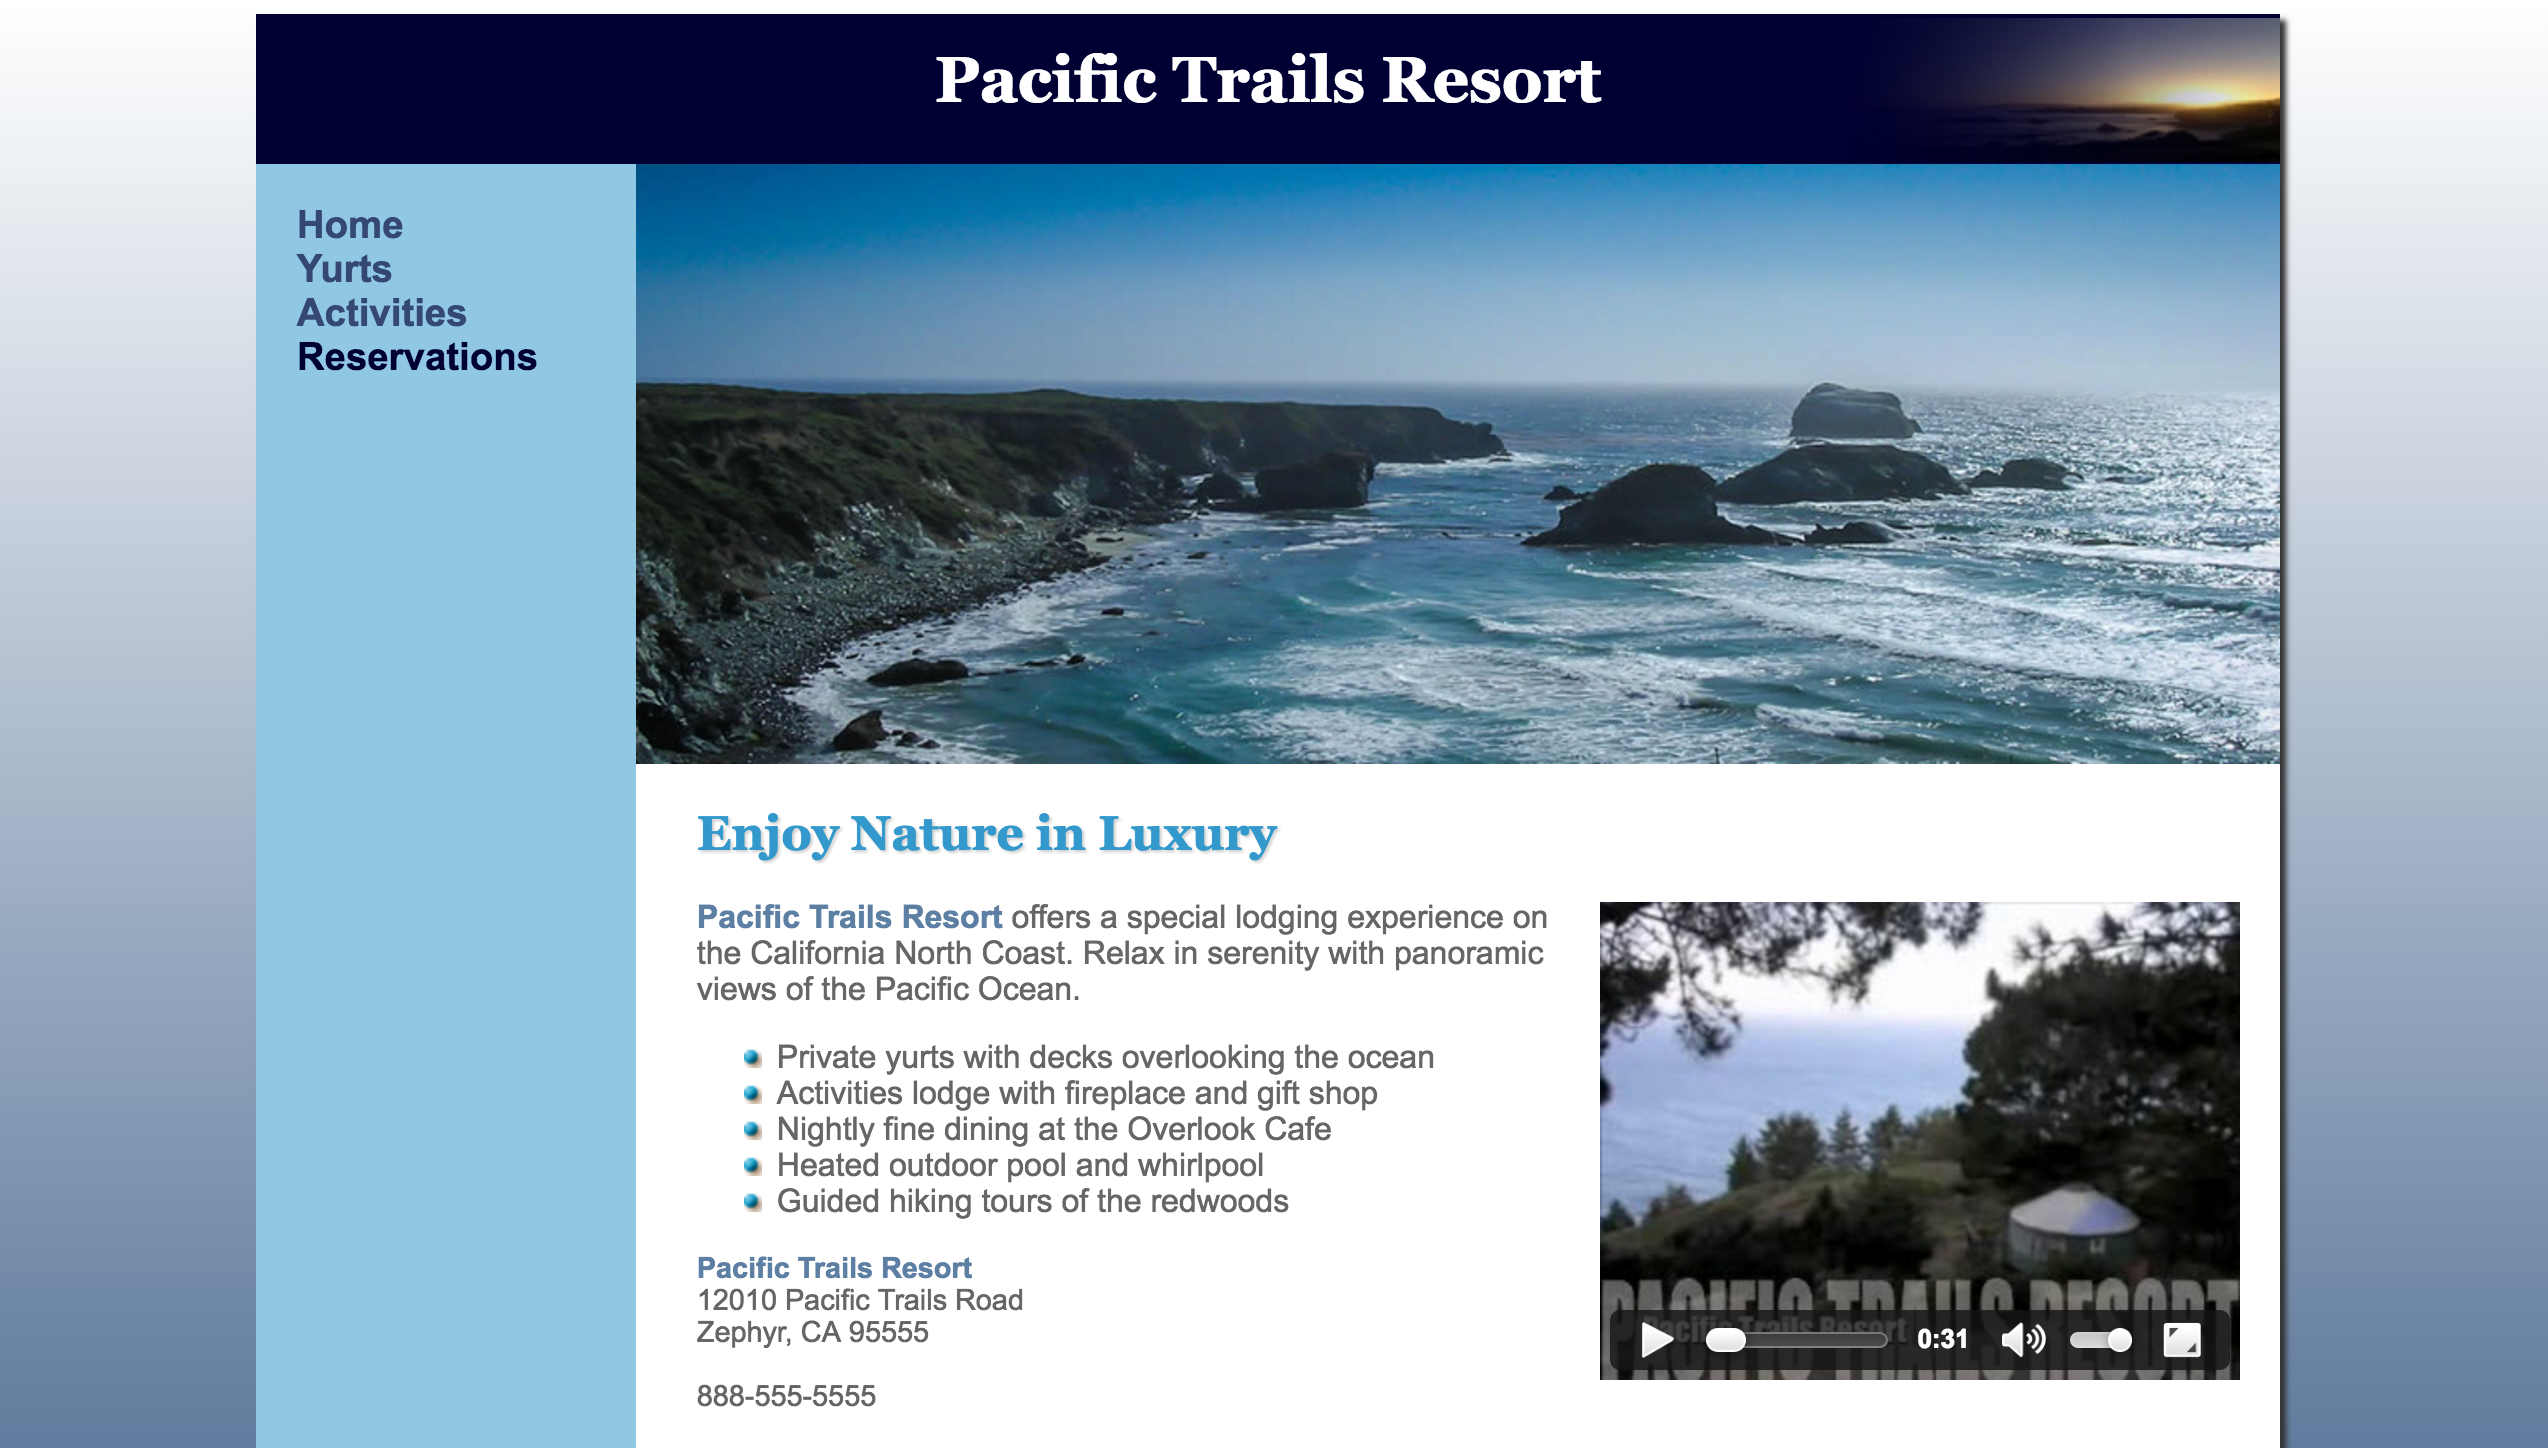 Pacific Trails Resort
Home
Yurts
Activities
Reservations
Enjoy Nature in Luxury
Pacific Trails Resort offers a special lodging experience on
the California North Coast. Relax in serenity with panoramic
views of the Pacific Ocean.
Private yurts with decks overlooking the ocean
Activities lodge with fireplace and gift shop
Nightly fine dining at the Overlook Cafe
Heated outdoor pool and whirlpool
Guided hiking tours of the redwoods
Pacific Trails Resort
12010 Pacific Trails Road
Zephyr, CA 95555
888-555-5555
PACIFIC TRAILS RESORT
Pacific Trails Resort
0:31